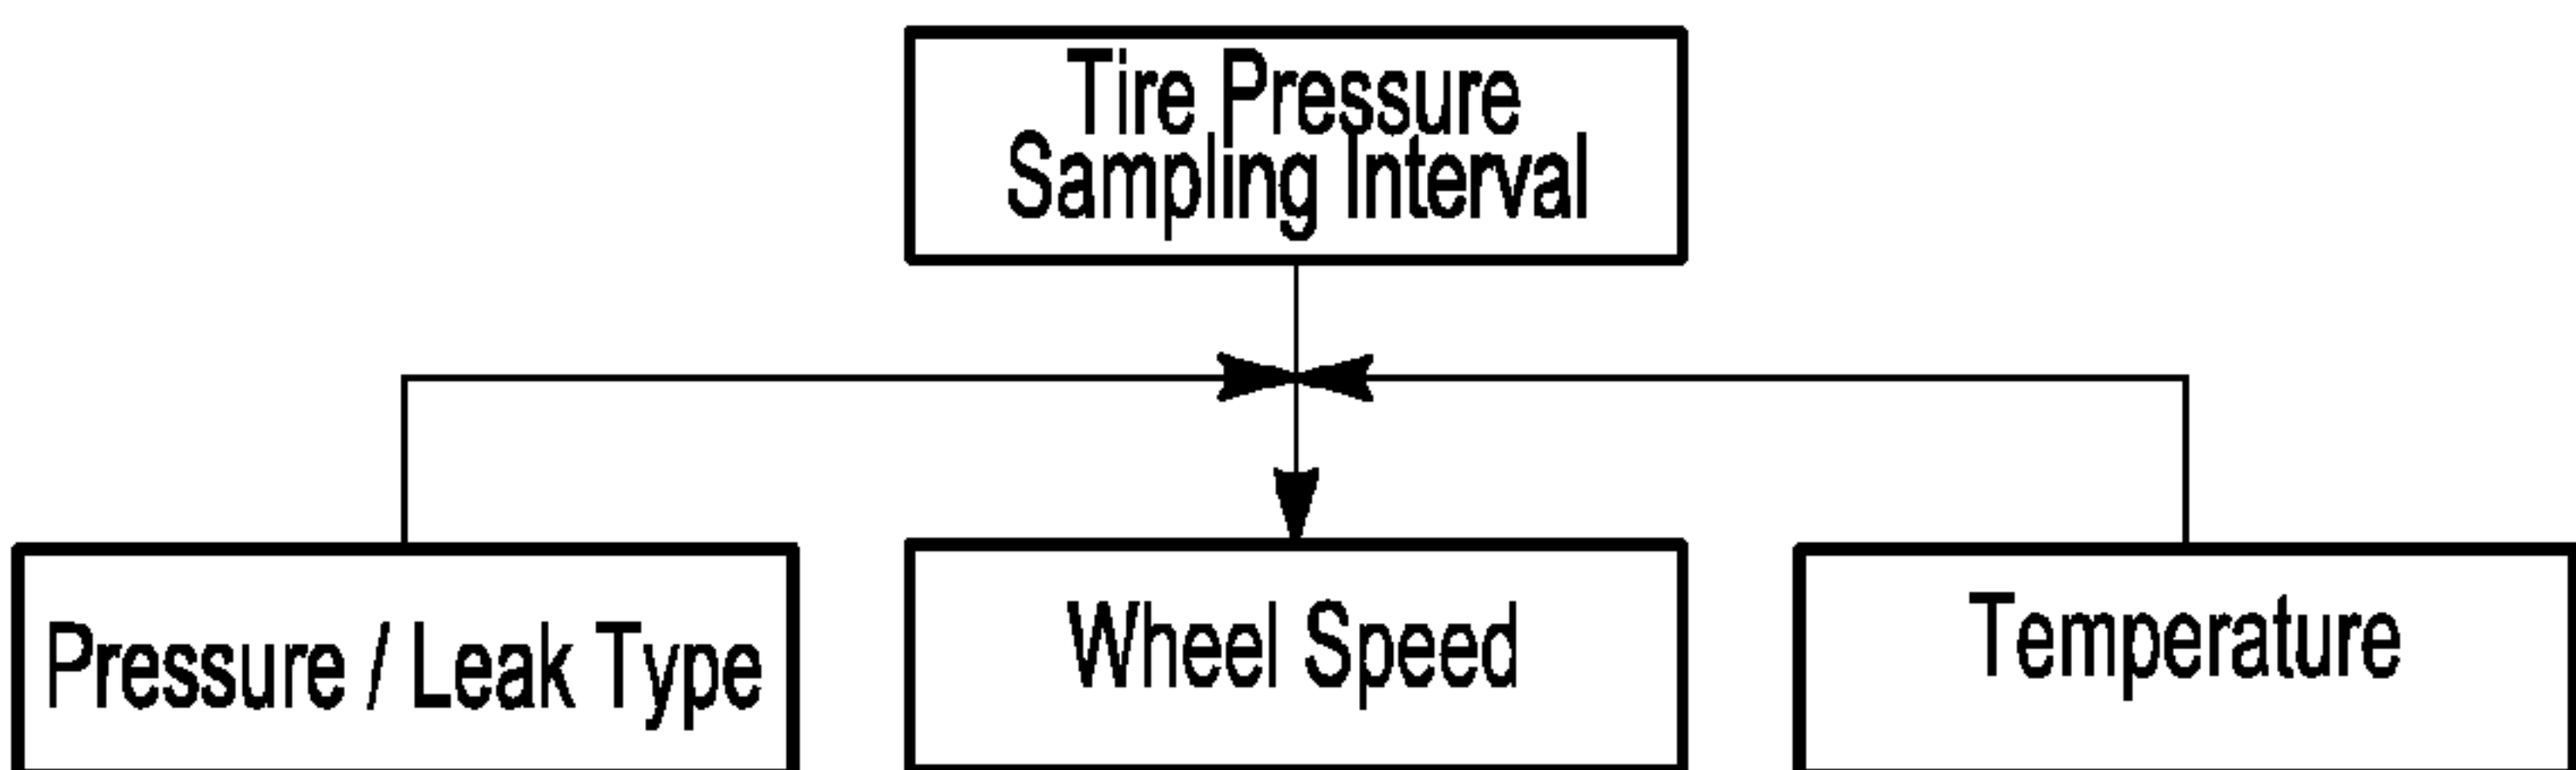 Tire Pressure
Sampling Interval
Pressure / Leak Type
Wheel Speed
Temperature